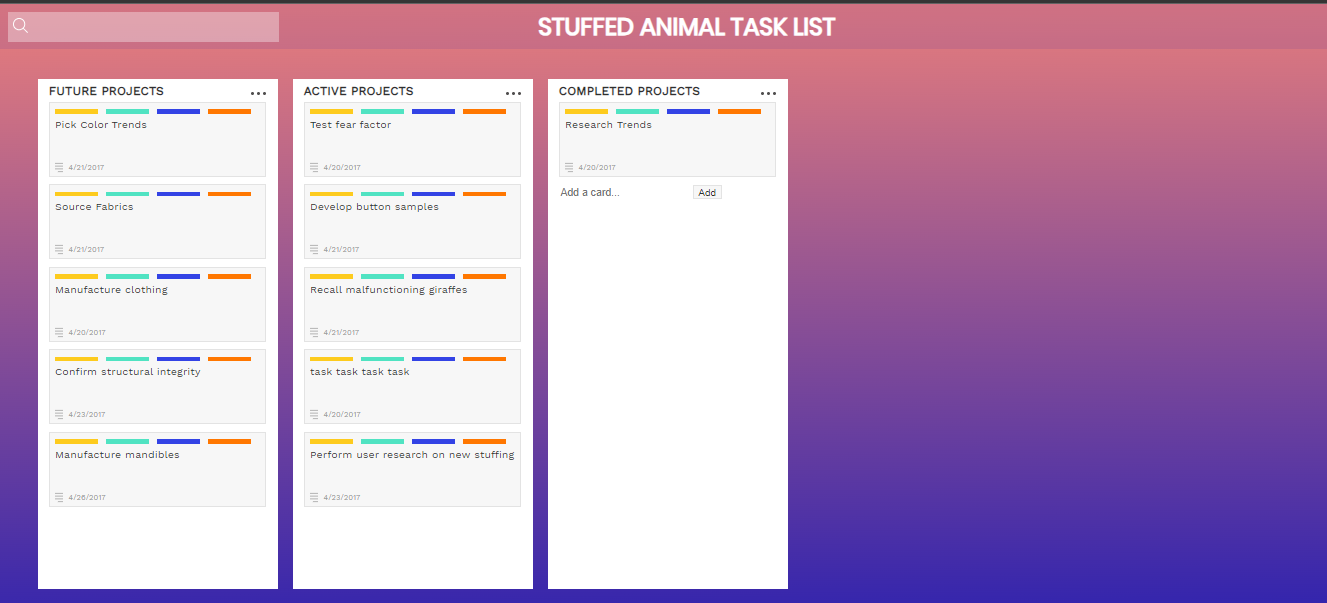 STUFFED ANIMAL TASK LIST
FUTURE PROJECTS
Pick Color Trends
4/21/2017
Source Fabrics
4/21/2017
Manufacture clothing
4/20/2017
Confirm structural integrity
4/23/2017
Manufacture mandibles
4/26/2017
ACTIVE PROJECTS
Test fear factor
4/20/2017
Develop button samples
4/21/2017
Recall malfunctioning giraffes
4/21/2017
task task task task
4/20/2017
Perform user research on new stuffing
4/23/2017
COMPLETED PROJECTS
Research Trends
4/20/2017
Add a card... Add